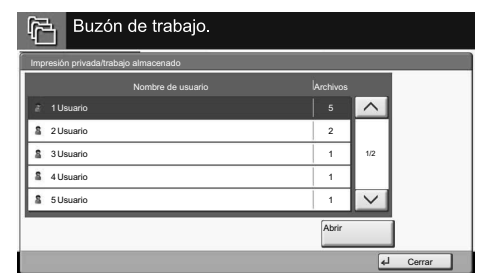 Buzón de trabajo.
Impresión privada/trabajo almacenado
Nombre de usuario Archivos
1 Usuario 5
2 Usuario 2
3 Usuario 1
1/2
4 Usuario 1
5 Usuario 1
Abrir
Cerrar